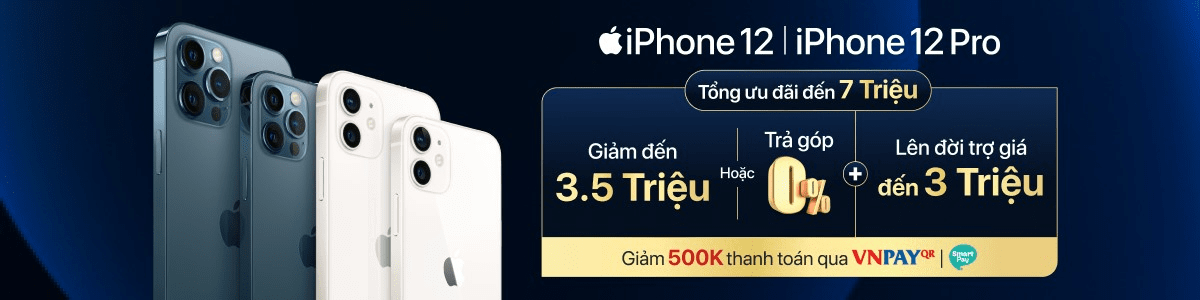 iPhone 12 | iPhone 12 Pro
Tổng ưu đãi đến 7 Triệu
Giảm đến
3.5 Triệu
Hoặc
Trả góp
0%
+
Lên đời trợ giá
đến 3 Triệu
Giảm 500K thanh toán qua VNPAYQR | Smart Pay